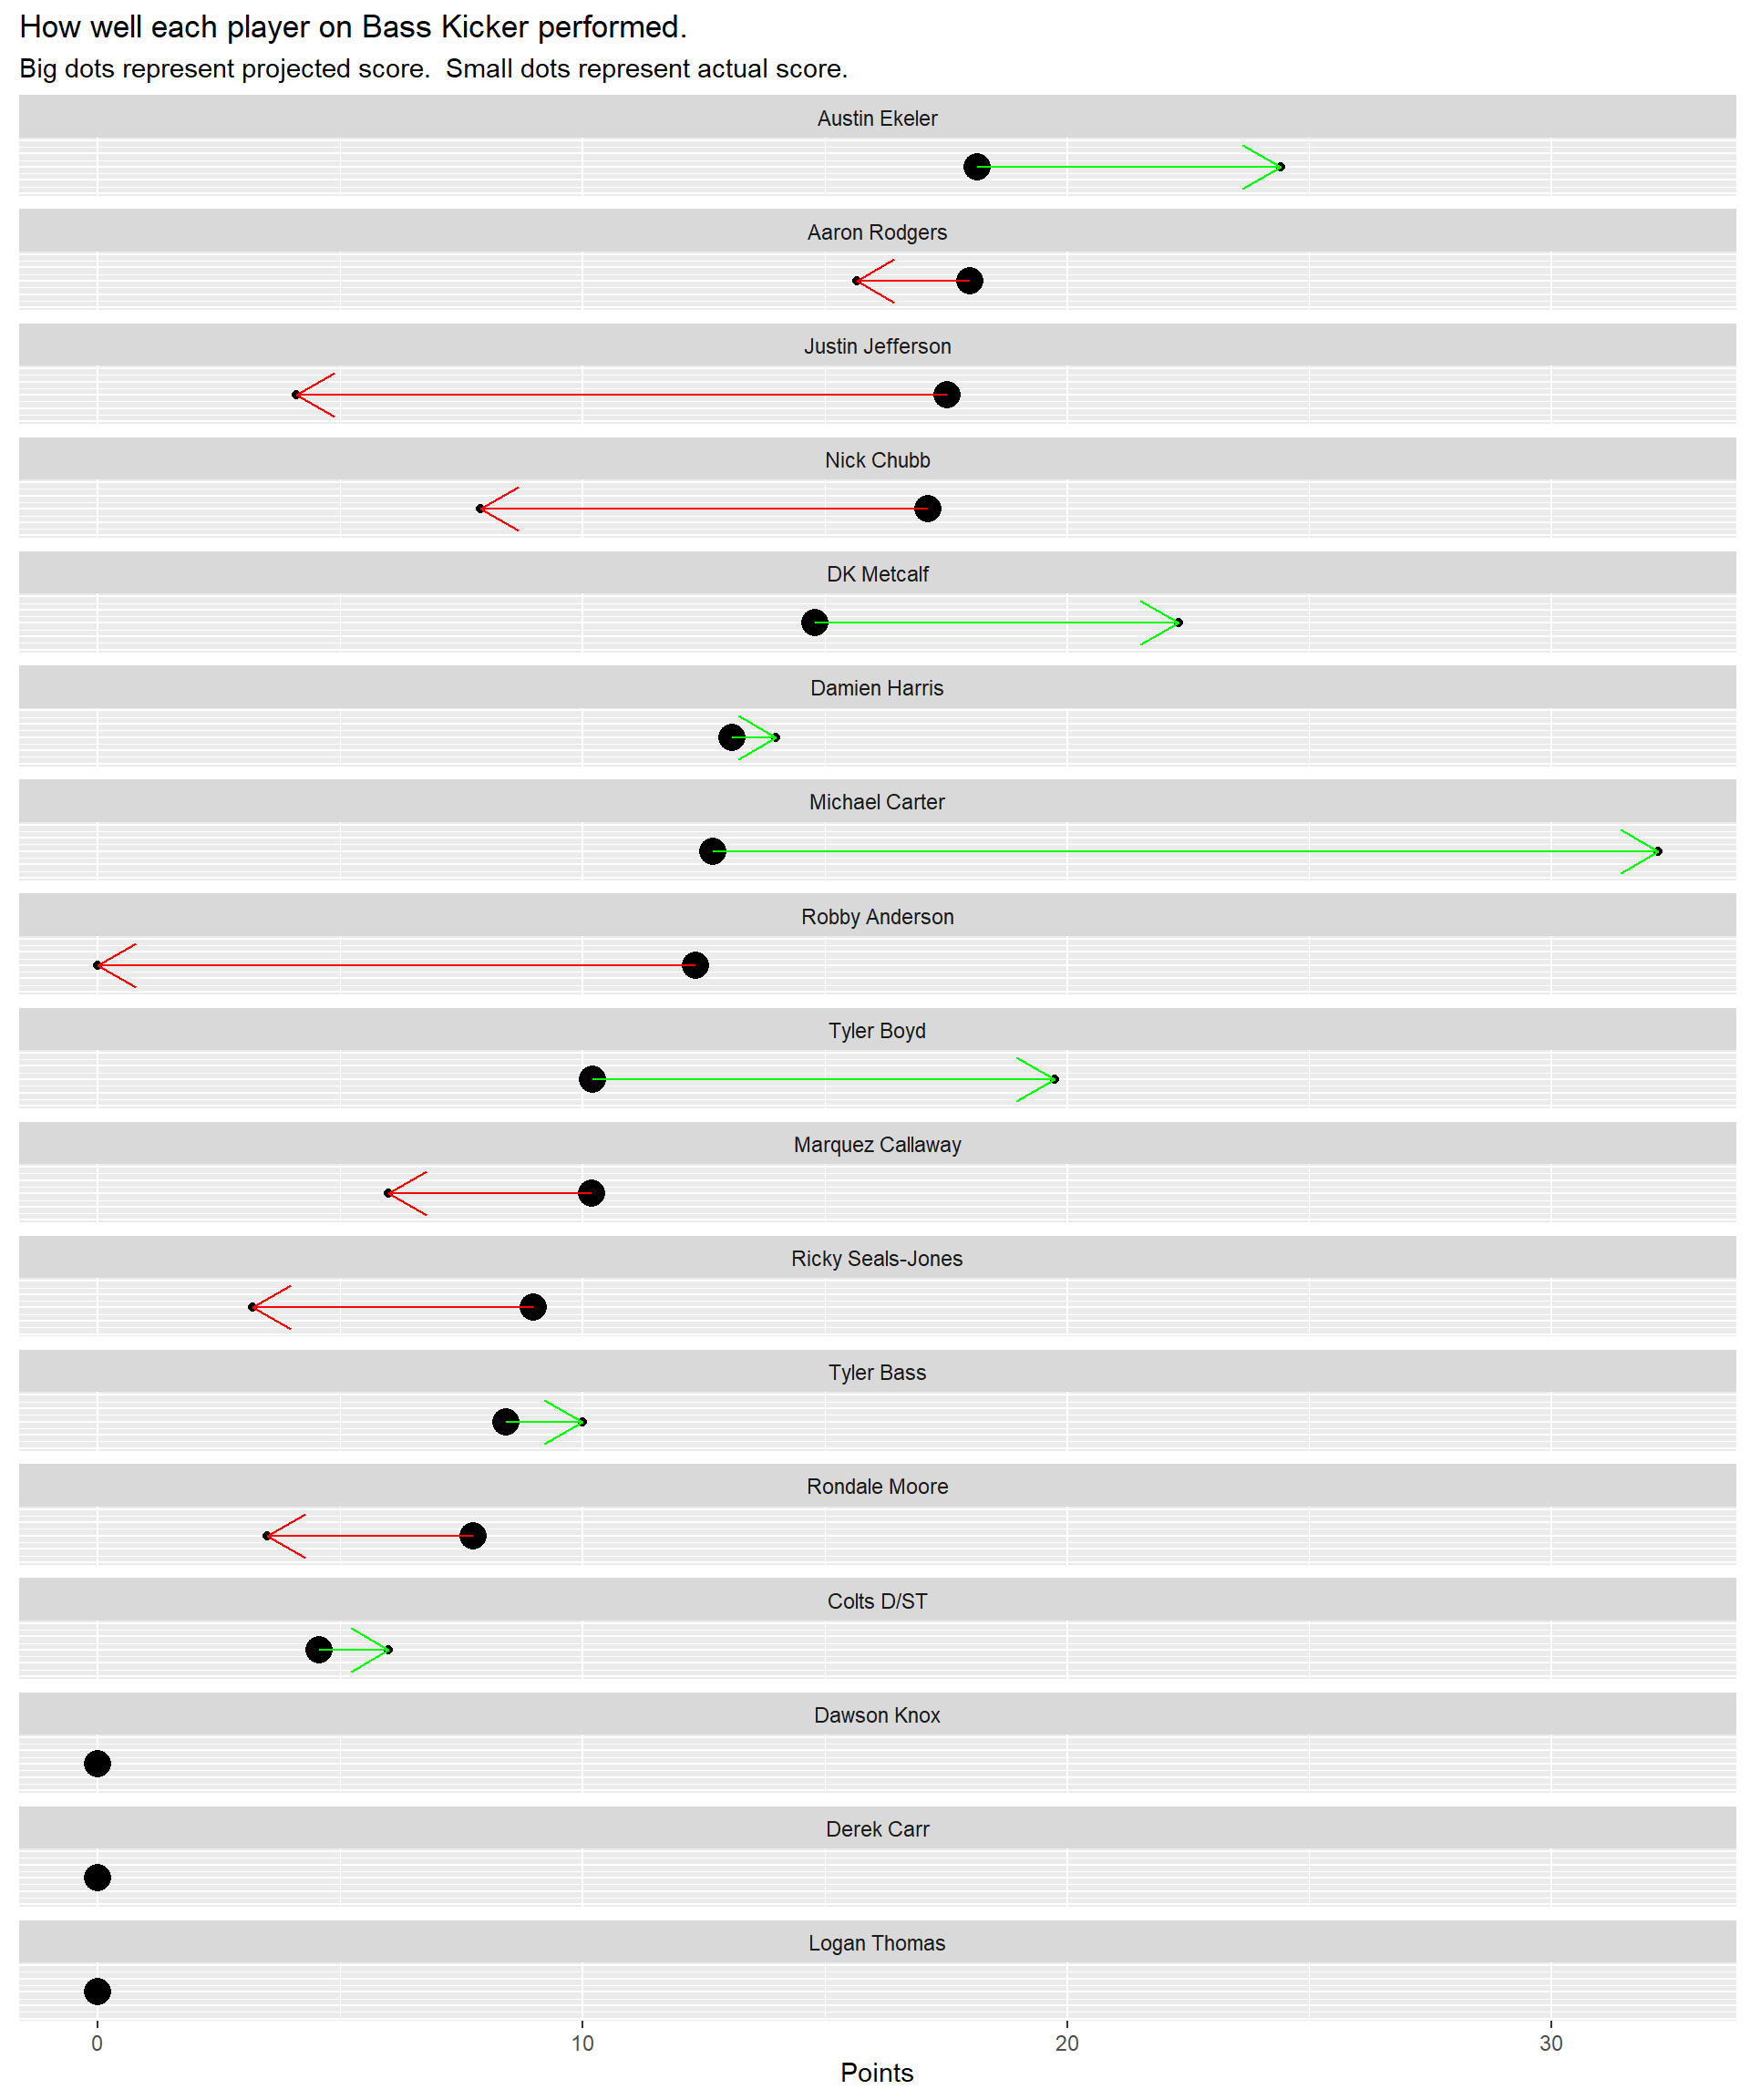 How well each player on Bass Kicker performed.
Big dots represent projected score.  Small dots represent actual score.
Austin Ekeler
Aaron Rodgers
Justin Jefferson
Nick Chubb
DK Metcalf
Damien Harris
Michael Carter
Robby Anderson
Tyler Boyd
Marquez Callaway
Ricky Seals-Jones
Tyler Bass
Rondale Moore
Colts D/ST
Dawson Knox
Derek Carr
Logan Thomas
0 10 20 30
Points